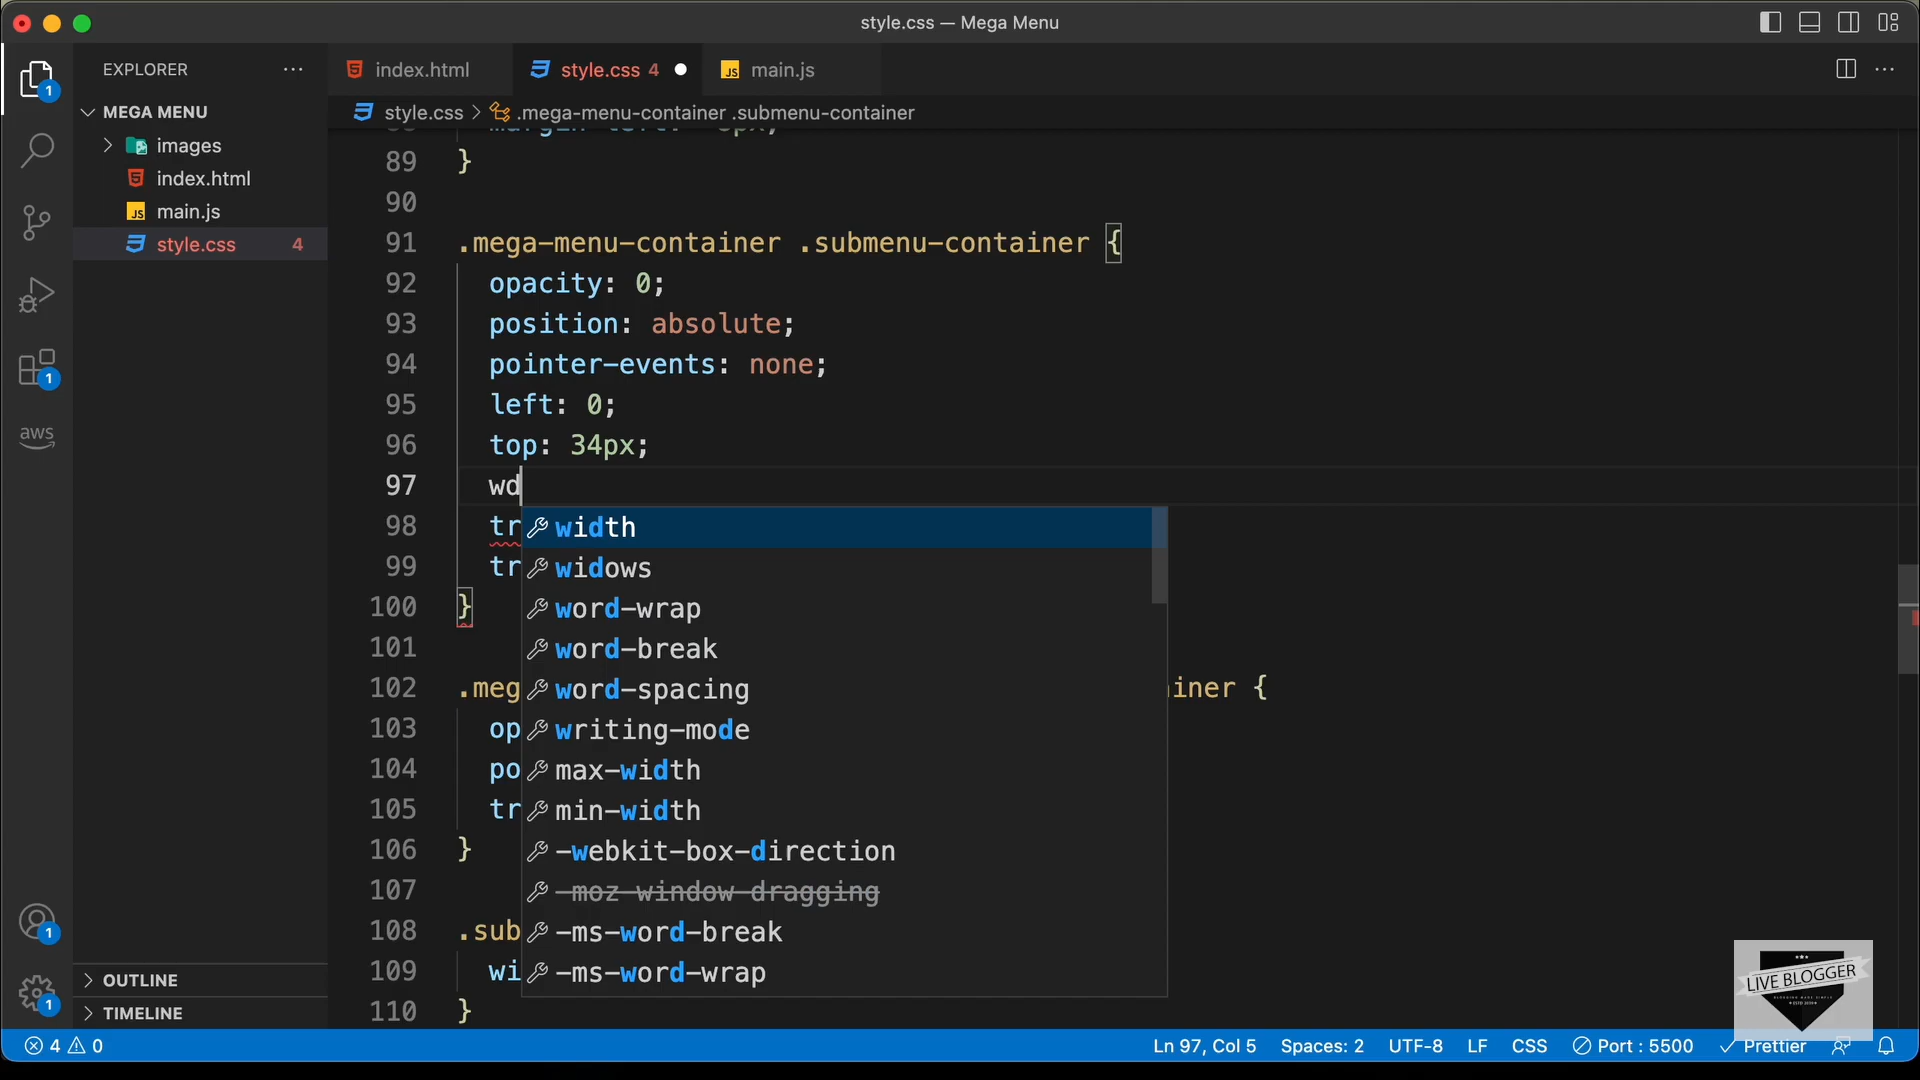 style.css — Mega Menu
EXPLORER
index.html
style.css 4
main.js
MEGA MENU
style.css > .mega-menu-container .submenu-container
images
index.html
main.js
style.css 4
89 }
90
91 .mega-menu-container .submenu-container {
92 opacity: 0;
93 position: absolute;
94 pointer-events: none;
95 left: 0;
96 top: 34px;
97 wd
98 tr
99 tr
100 }
101
102 .meg iner {
103 op
104 po
105 tr
106 }
107
108 .sub
109 wi
110 }
width
widows
word-wrap
word-break
word-spacing
writing-mode
max-width
min-width
-webkit-box-direction
-moz-window-dragging
-ms-word-break
-ms-word-wrap
1
1
aws
1
1
OUTLINE
TIMELINE
LIVE BLOGGER
4 0
Ln 97, Col 5
Spaces: 2
UTF-8
LF
CSS
Port : 5500
Prettier